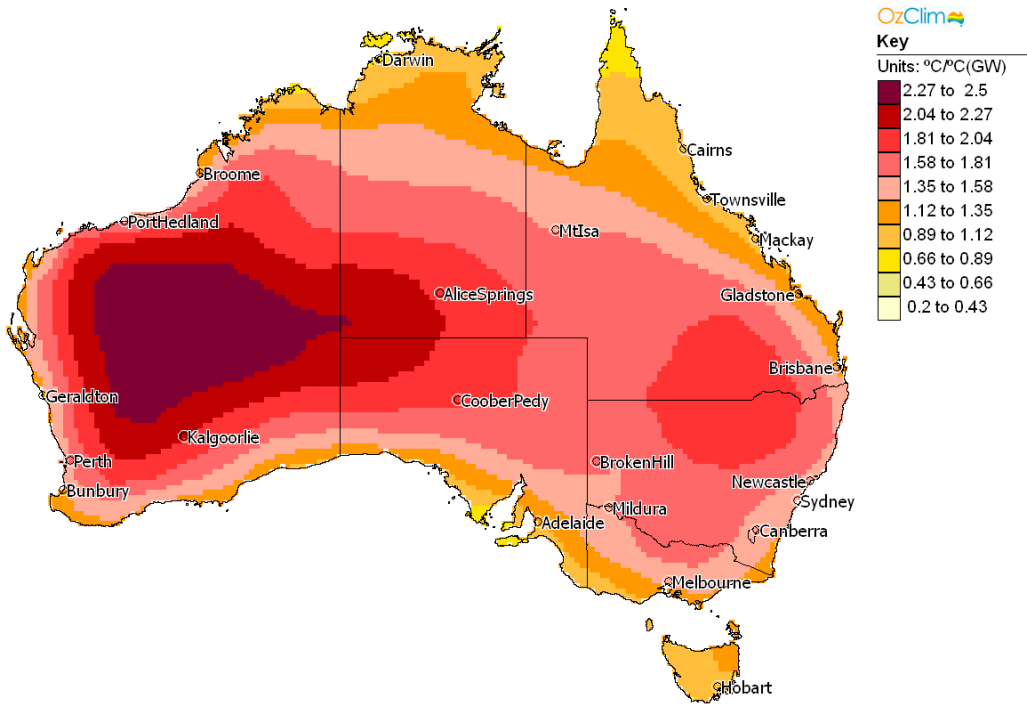 OzClim
Key
Units: ºC/ºC(GW)
2.27 to 2.5
2.04 to 2.27
1.81 to 2.04
1.58 to 1.81
1.35 to 1.58
1.12 to 1.35
0.89 to 1.12
0.66 to 0.89
0.43 to 0.66
0.2 to 0.43
Darwin
Cairns
Broome
Townsville
PortHedland
MtIsa
Mackay
AliceSprings
Gladstone
Brisbane
Geraldton
CooberPedy
Kalgoorlie
Perth
BrokenHill
Newcastle
Bunbury
Sydney
Mildura
Adelaide
Canberra
Melbourne
Hobart